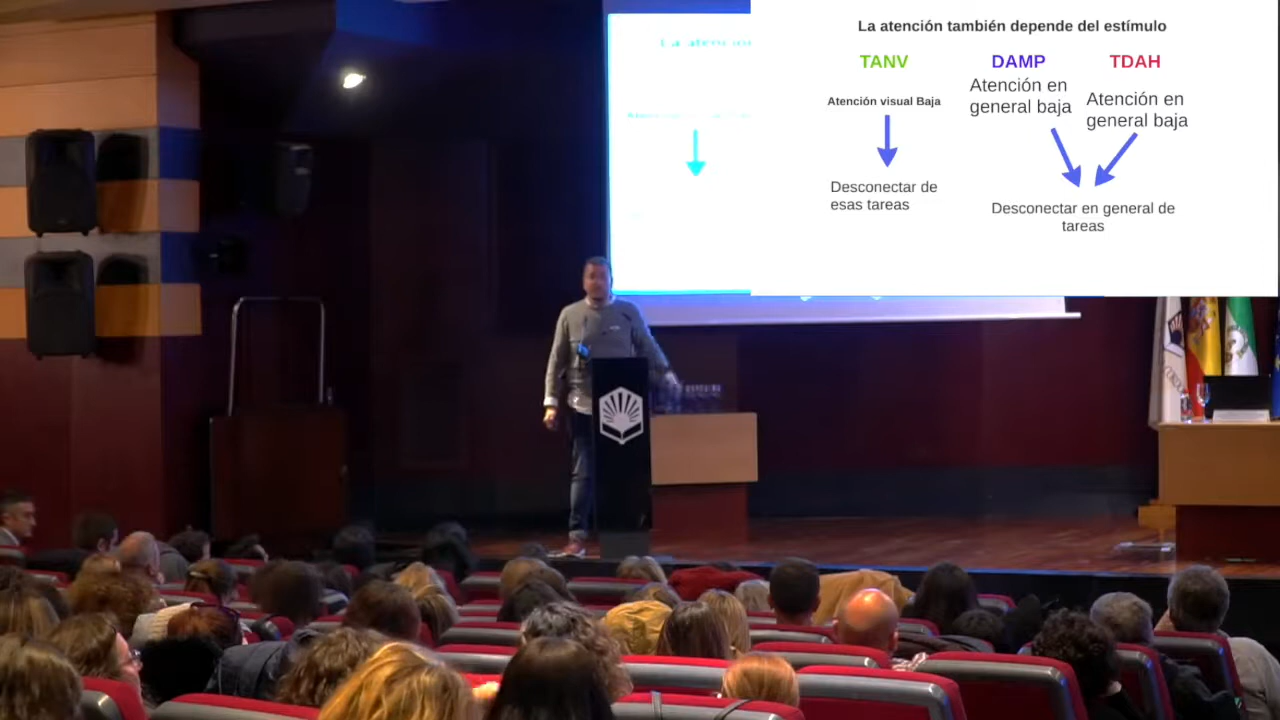 La atención también depende del estímulo
TANV
DAMP
TDAH
Atención visual Baja
Atención en
general baja
Atención en
general baja
Desconectar de
esas tareas
Desconectar en general de
tareas